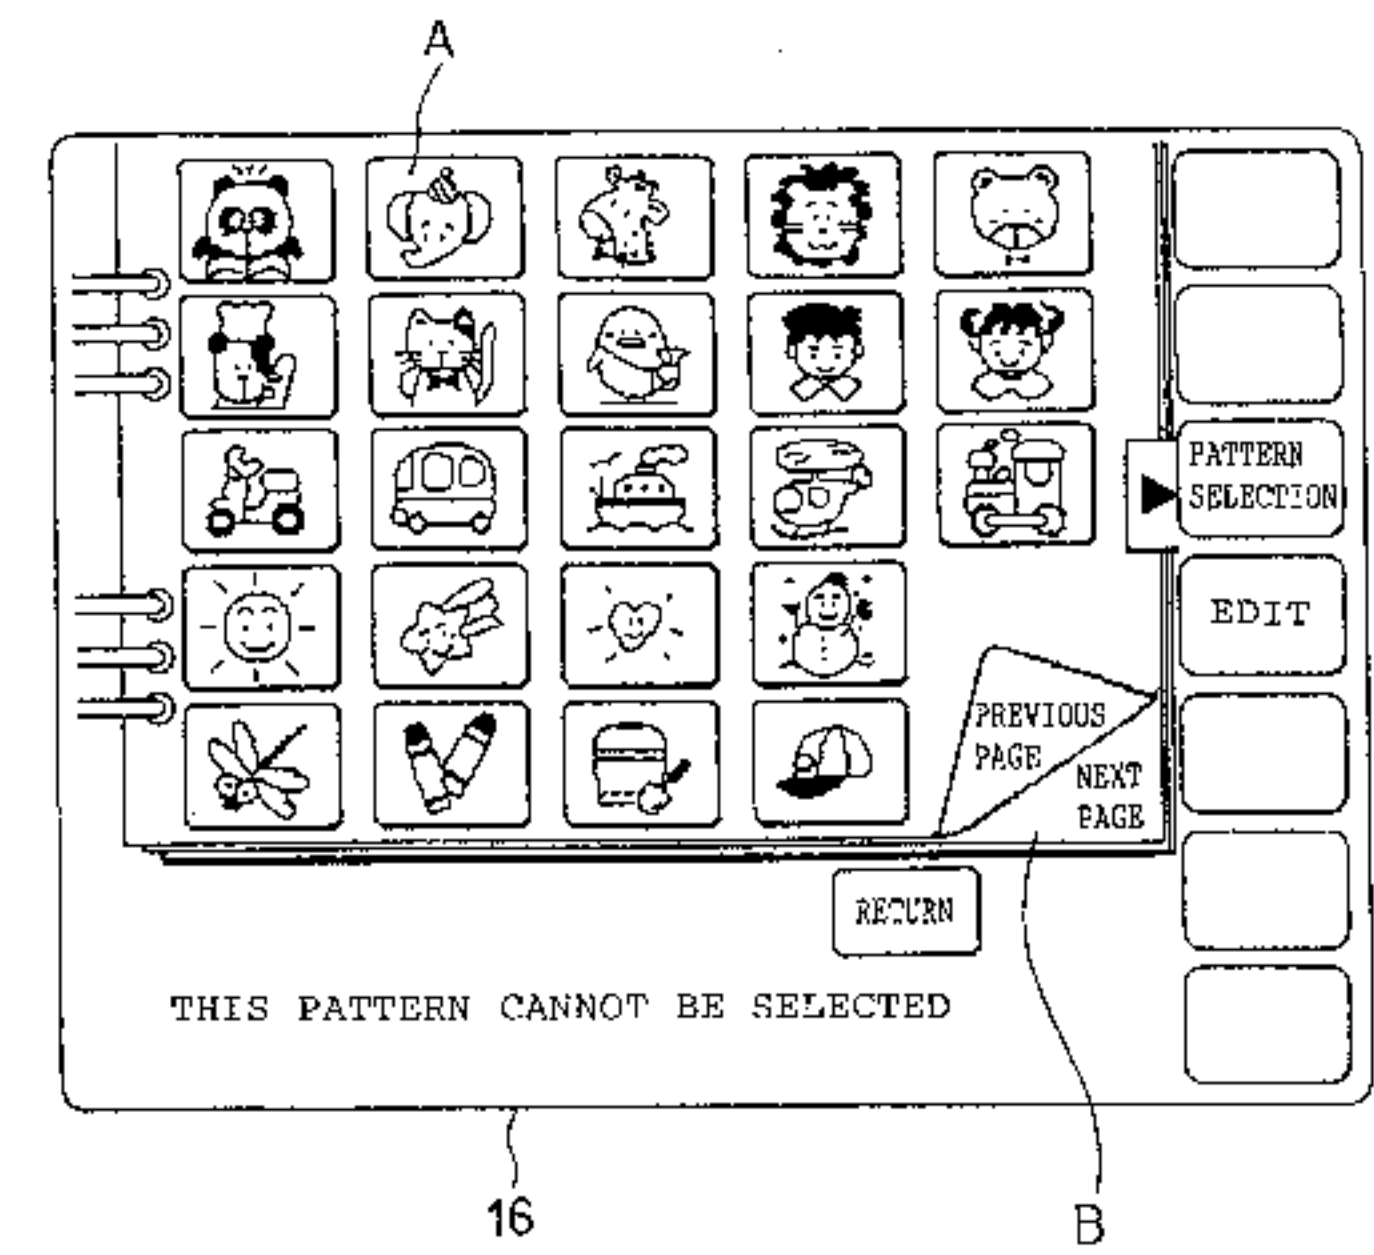 A
PATTERN
SELECTION
EDIT
PREVIOUS
PAGE
NEXT
PAGE
RETURN
THIS PATTERN CANNOT BE SELECTED
16
B